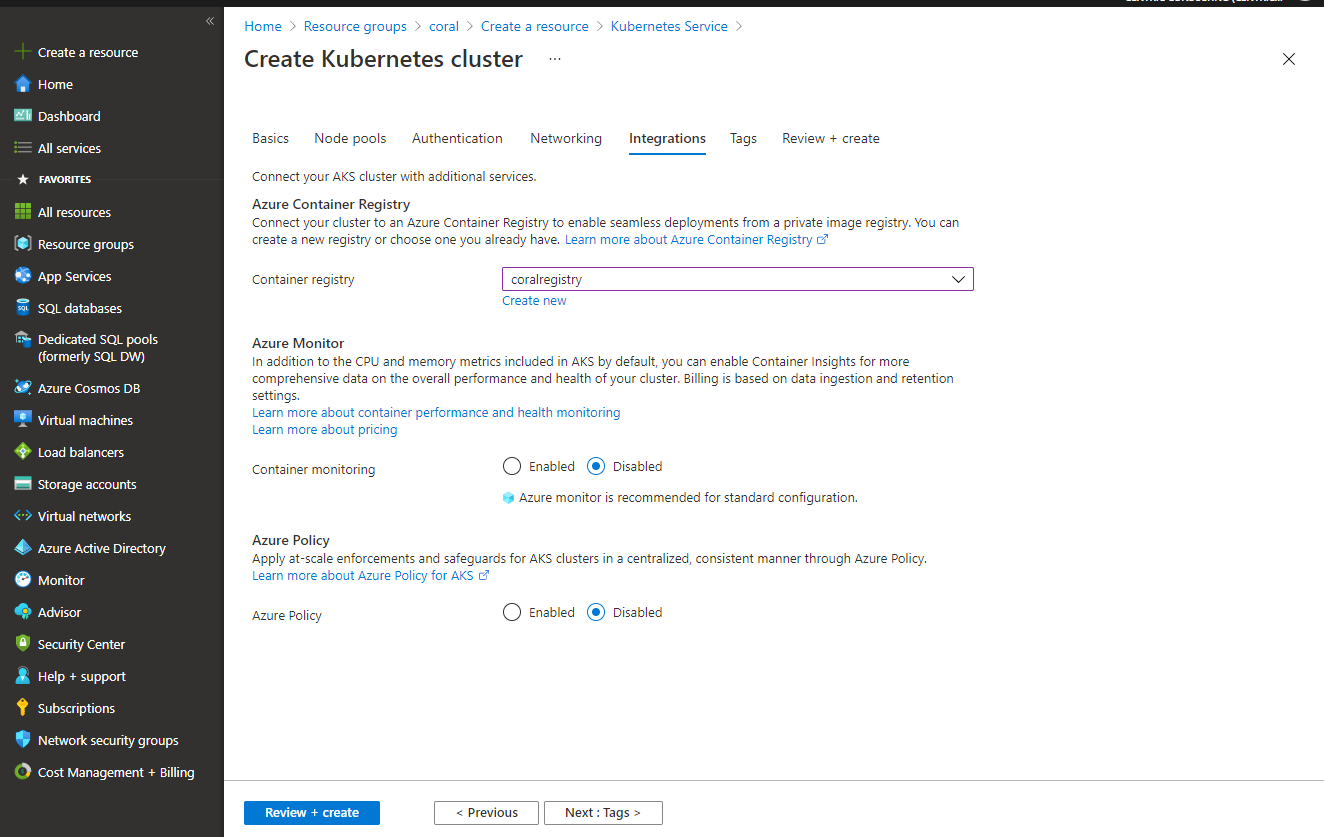 «
Create a resource
Home
Dashboard
All services
FAVORITES
All resources
Resource groups
App Services
SQL databases
Dedicated SQL pools
(formerly SQL DW)
Azure Cosmos DB
Virtual machines
Load balancers
Storage accounts
Virtual networks
Azure Active Directory
Monitor
Advisor
Security Center
Help + support
Subscriptions
Network security groups
Cost Management + Billing
Home > Resource groups > coral > Create a resource > Kubernetes Service >
Create Kubernetes cluster ...
Basics Node pools Authentication Networking Integrations Tags Review + create
Connect your AKS cluster with additional services.
Azure Container Registry
Connect your cluster to an Azure Container Registry to enable seamless deployments from a private image registry. You can
create a new registry or choose one you already have. Learn more about Azure Container Registry
Container registry coralregistry
Create new
Azure Monitor
In addition to the CPU and memory metrics included in AKS by default, you can enable Container Insights for more
comprehensive data on the overall performance and health of your cluster. Billing is based on data ingestion and retention
settings.
Learn more about container performance and health monitoring
Learn more about pricing
Container monitoring Enabled Disabled
Azure monitor is recommended for standard configuration.
Azure Policy
Apply at-scale enforcements and safeguards for AKS clusters in a centralized, consistent manner through Azure Policy.
Learn more about Azure Policy for AKS
Azure Policy Enabled Disabled
Review + create < Previous Next : Tags >